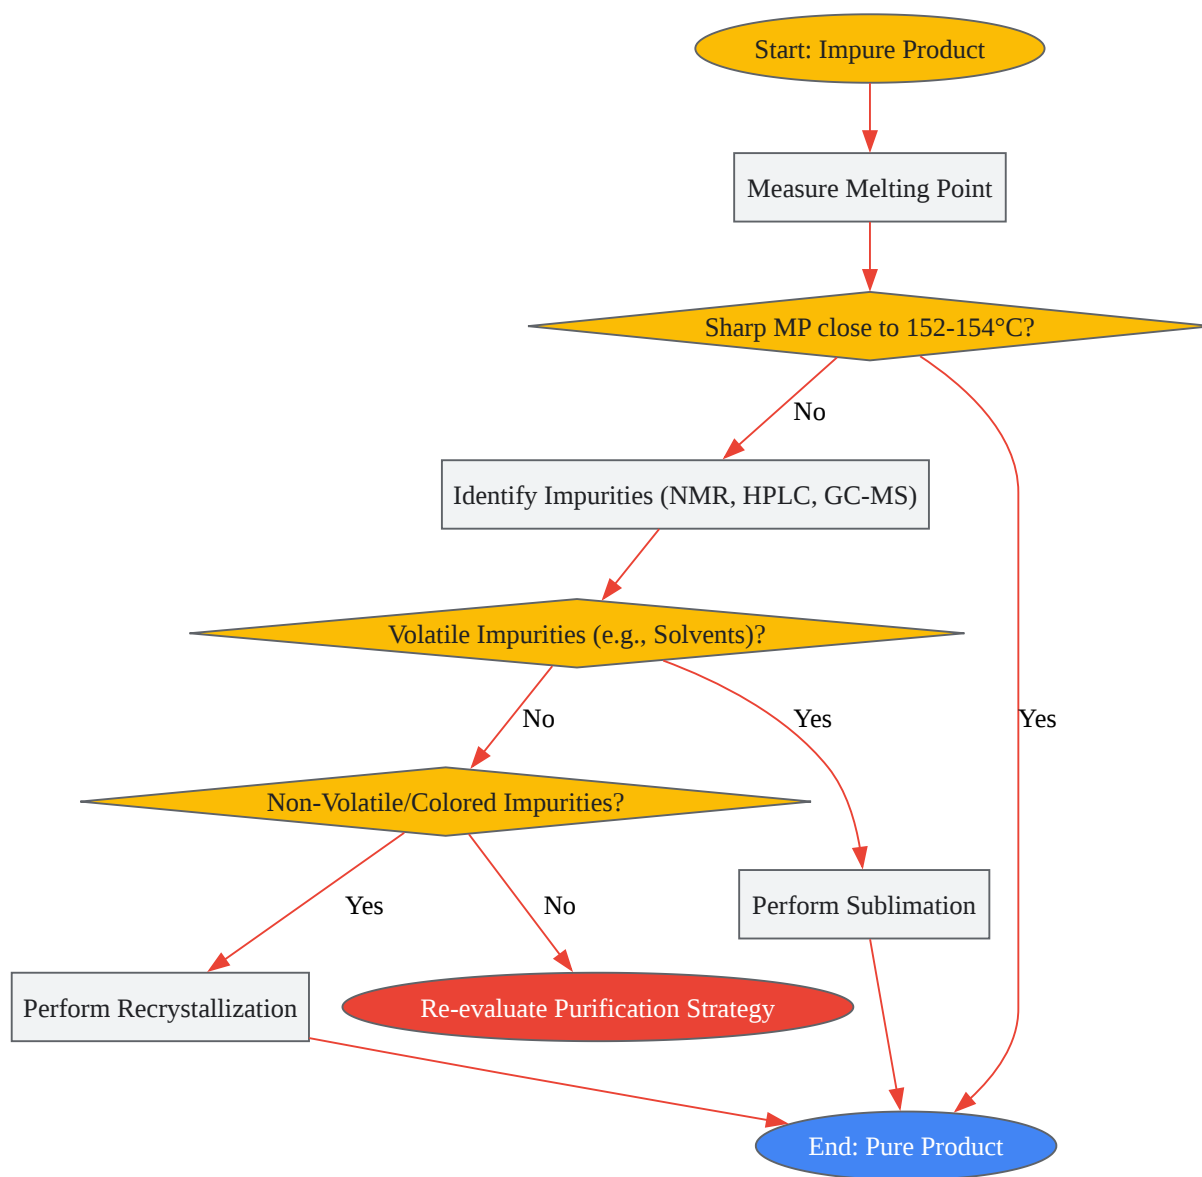 Start: Impure Product
Measure Melting Point
Sharp MP close to 152-154°C?
No
Identify Impurities (NMR, HPLC, GC-MS)
Volatile Impurities (e.g., Solvents)?
No
Yes
Yes
Non-Volatile/Colored Impurities?
Yes
No
Perform Sublimation
Perform Recrystallization
Re-evaluate Purification Strategy
End: Pure Product